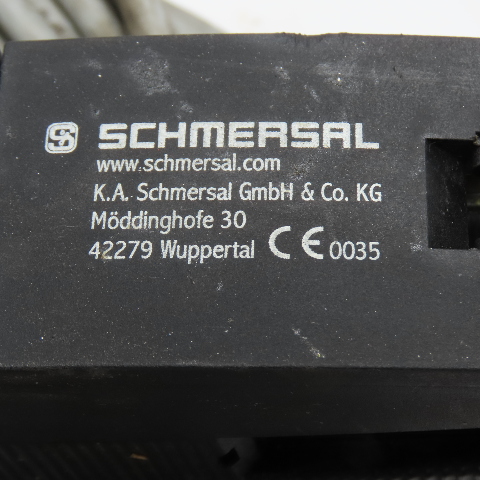 SCHMERSAL
www.schmersal.com
K.A. Schmersal GmbH & Co. KG
Möddinghofe 30
42279 Wuppertal CE 0035